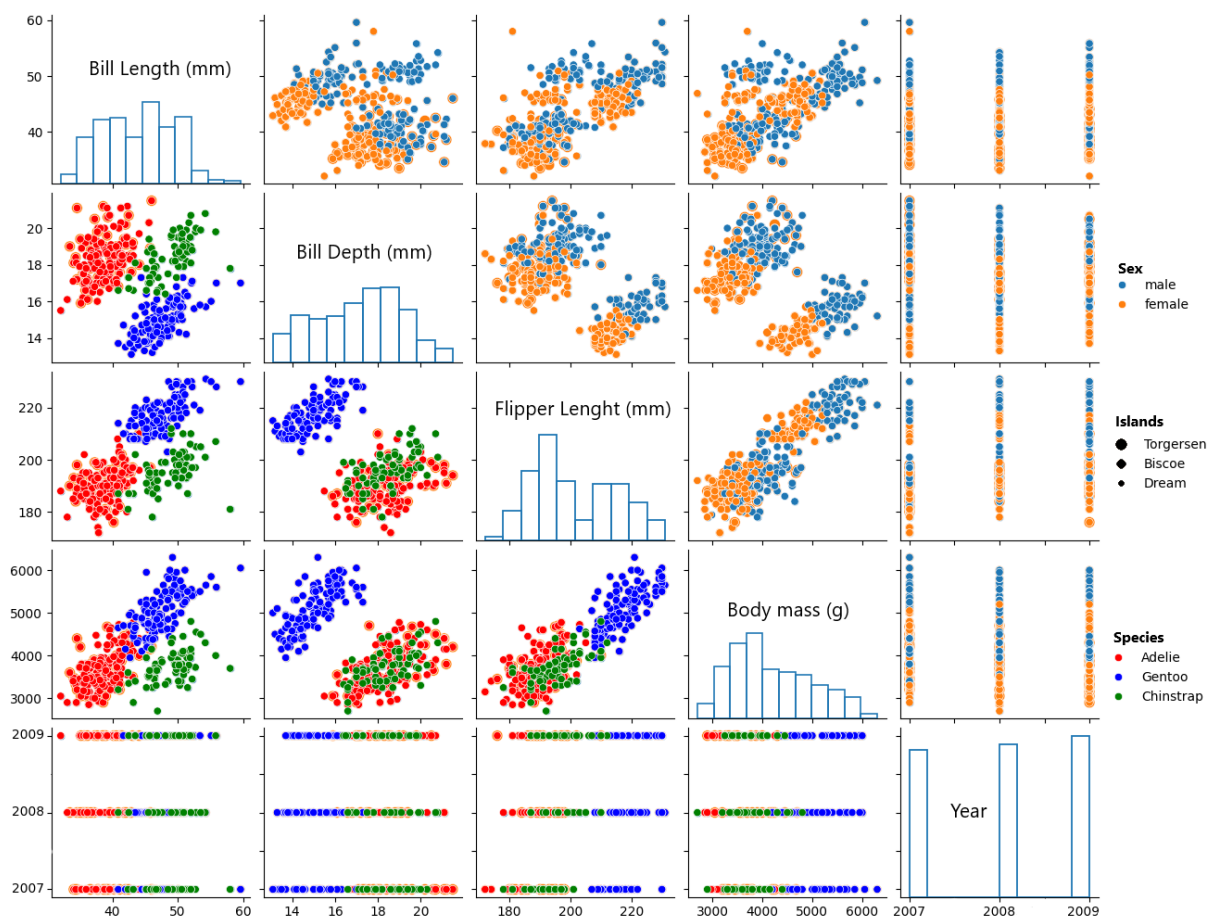 60
50
40
Bill Length (mm)
20
18
16
14
Bill Depth (mm)
Sex
male
female
220
200
180
Flipper Lenght (mm)
Islands
Torgersen
Biscoe
Dream
6000
5000
4000
3000
Body mass (g)
Species
Adelie
Gentoo
Chinstrap
2009
2008
2007
Year
40 50 60 14 16 18 20 180 200 220 3000 4000 5000 6000 2007 2008 2009